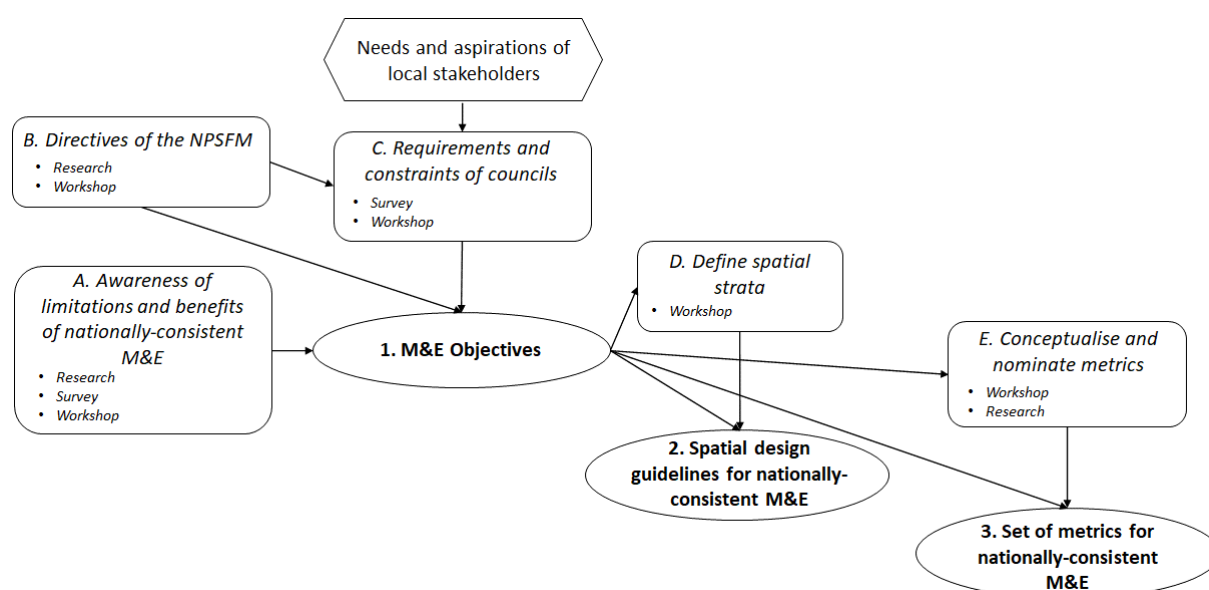 Needs and aspirations of
local stakeholders
B. Directives of the NPSFM
• Research
• Workshop
C. Requirements and
constraints of councils
• Survey
• Workshop
A. Awareness of
limitations and benefits
of nationally-consistent
M&E
• Research
• Survey
• Workshop
1. M&E Objectives
D. Define spatial
strata
• Workshop
E. Conceptualise and
nominate metrics
• Workshop
• Research
2. Spatial design
guidelines for nationally-
consistent M&E
3. Set of metrics for
nationally-consistent
M&E